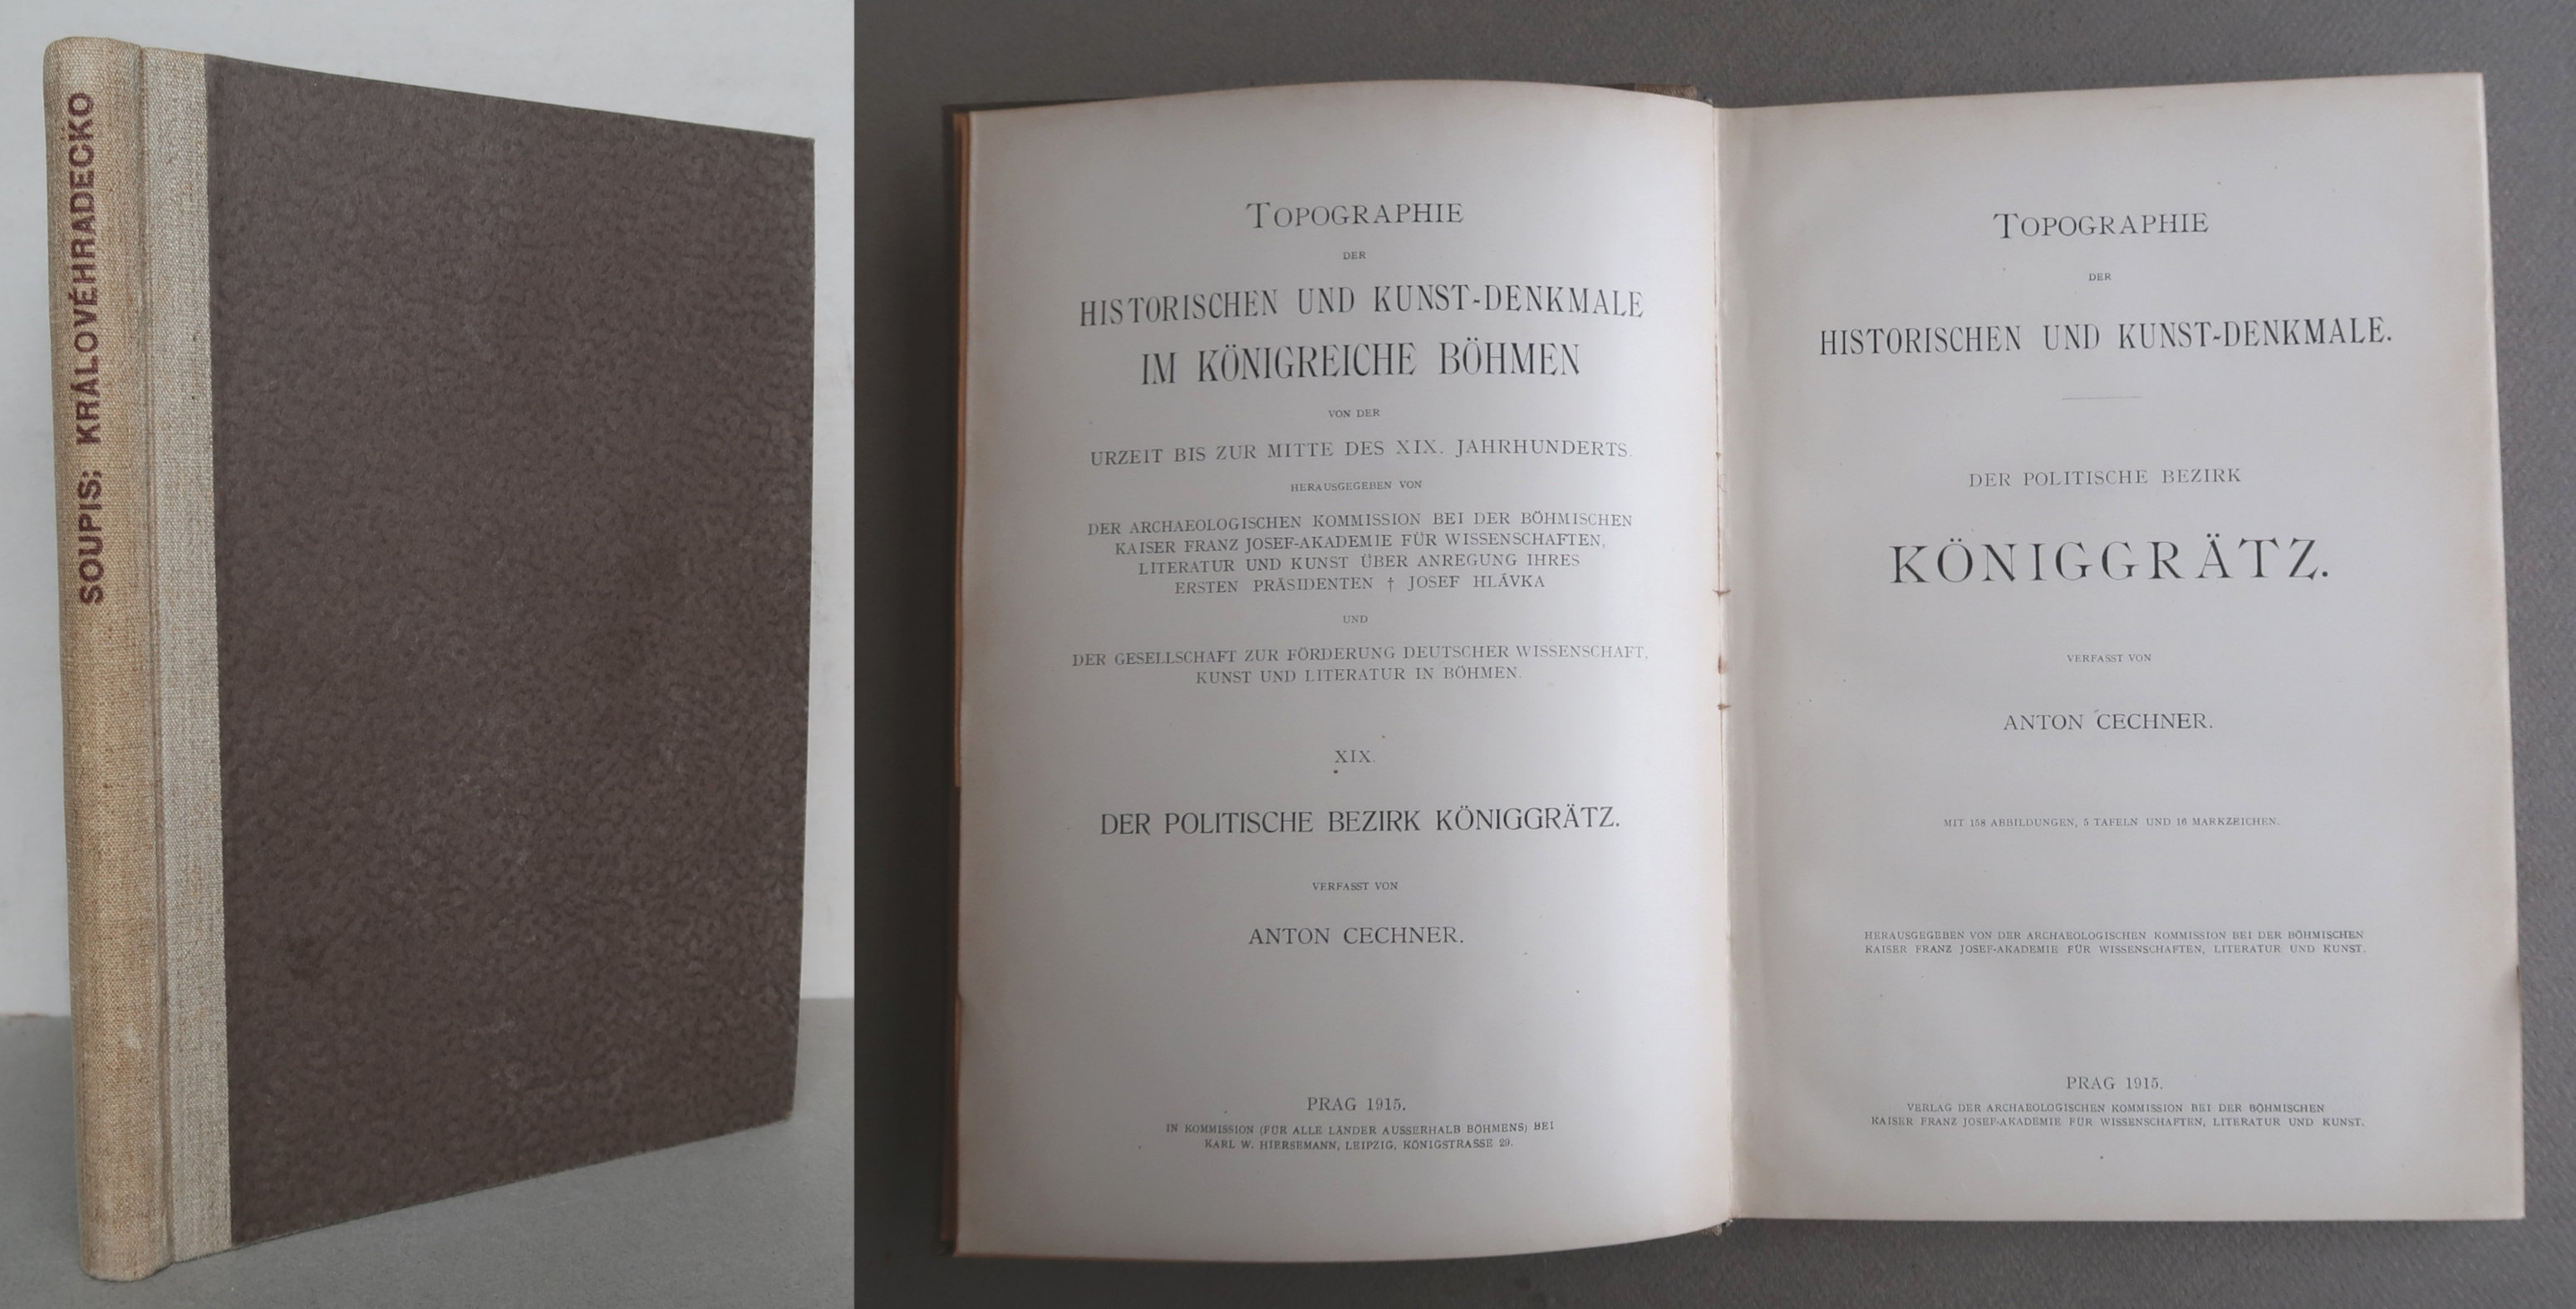 SOUPIS: KRÁLOVÉHRADECKO
TOPOGRAPHIE
DER
HISTORISCHEN UND KUNST-DENKMALE
IM KÖNIGREICHE BÖHMEN
VON DER
URZEIT BIS ZUR MITTE DES XIX. JAHRHUNDERTS.
HERAUSGEGEBEN VON
DER ARCHAEOLOGISCHEN KOMMISSION BEI DER BÖHMISCHEN
KAISER FRANZ JOSEF-AKADEMIE FÜR WISSENSCHAFTEN,
LITERATUR UND KUNST ÜBER ANREGUNG IHRES
ERSTEN PRÄSIDENTEN † JOSEF HLÁVKA
UND
DER GESELLSCHAFT ZUR FÖRDERUNG DEUTSCHER WISSENSCHAFT,
KUNST UND LITERATUR IN BÖHMEN.
XIX.
DER POLITISCHE BEZIRK KÖNIGGRÄTZ.
VERFASST VON
ANTON CECHNER.
PRAG 1915.
IN KOMMISSION (FÜR ALLE LÄNDER AUSSERHALB BÖHMENS) BEI
KARL W. HIERSEMANN, LEIPZIG, KÖNIGSTRASSE 29.
TOPOGRAPHIE
DER
HISTORISCHEN UND KUNST-DENKMALE.
DER POLITISCHE BEZIRK
KÖNIGGRÄTZ.
VERFASST VON
ANTON CECHNER.
MIT 158 ABBILDUNGEN, 5 TAFELN UND 16 MARKZEICHEN.
HERAUSGEGEBEN VON DER ARCHAEOLOGISCHEN KOMMISSION BEI DER BÖHMISCHEN
KAISER FRANZ JOSEF-AKADEMIE FÜR WISSENSCHAFTEN, LITERATUR UND KUNST.
PRAG 1915.
VERLAG DER ARCHAEOLOGISCHEN KOMMISSION BEI DER BÖHMISCHEN
KAISER FRANZ JOSEF-AKADEMIE FÜR WISSENSCHAFTEN, LITERATUR UND KUNST.